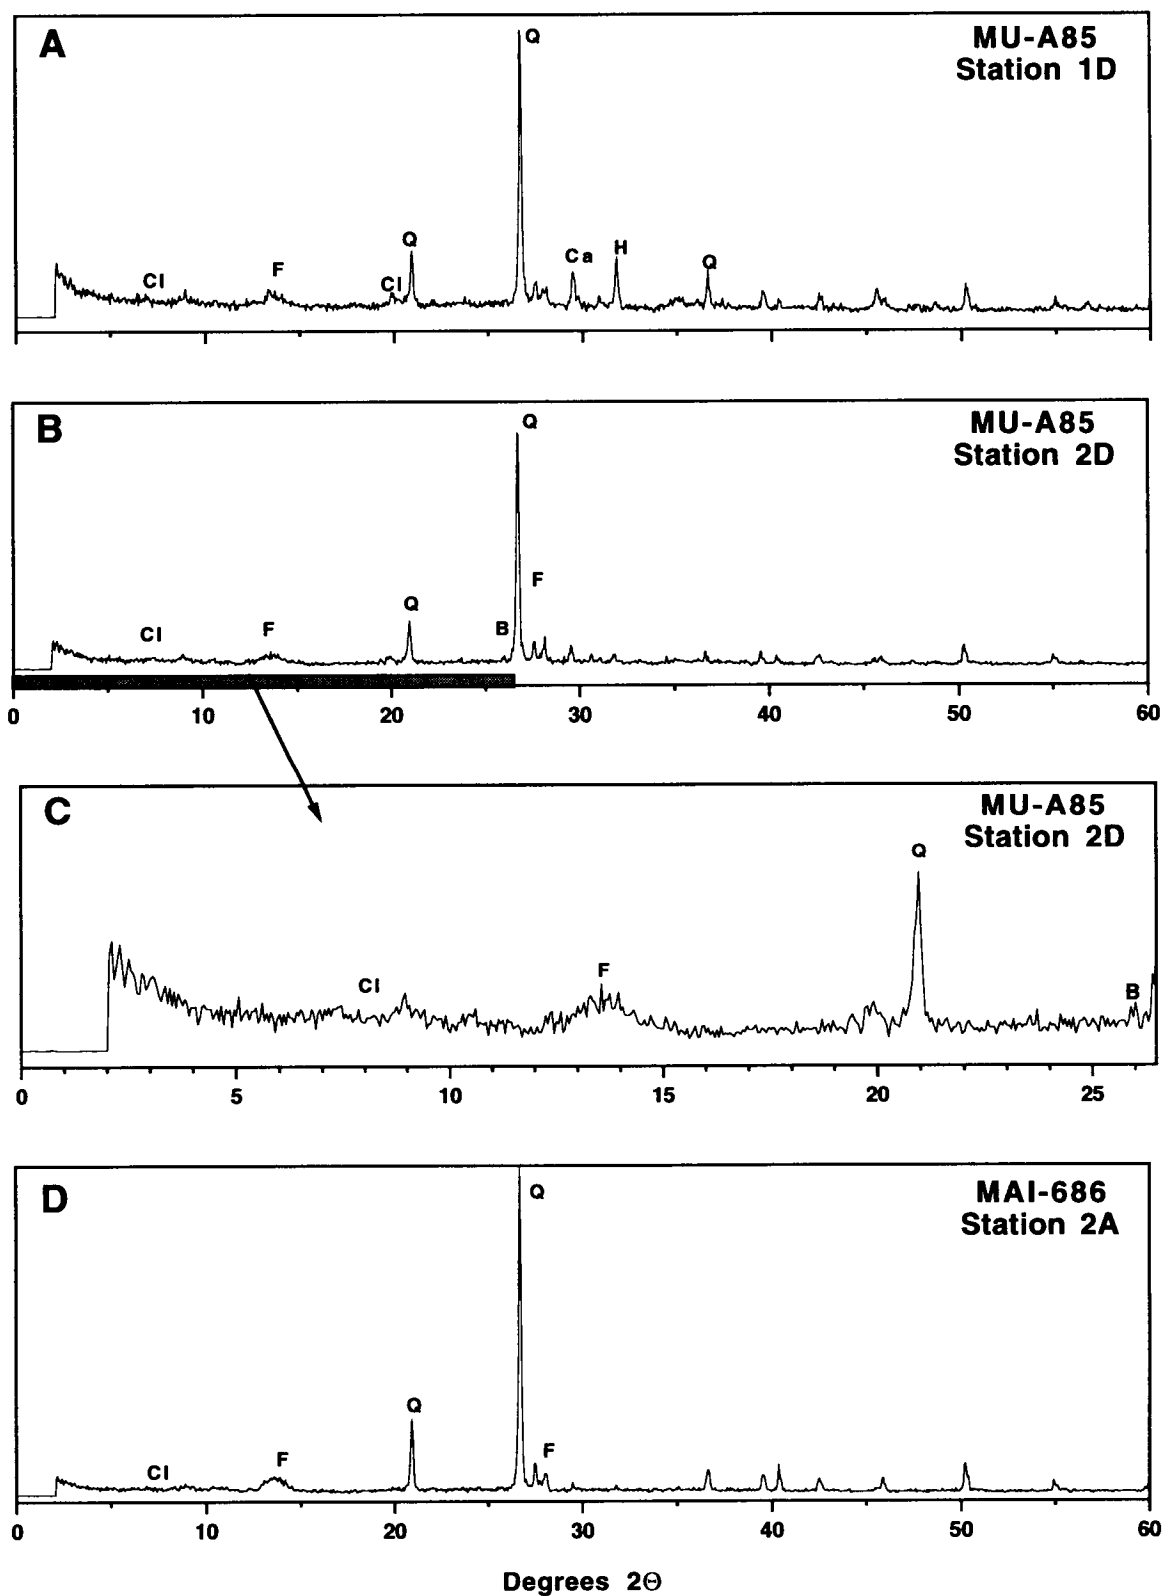 A
MU-A85
Station 1D
Q
Cl
F
Cl
Q
Ca
H
Q
B
MU-A85
Station 2D
Q
Cl
F
Q
B
F
0 10 20 30 40 50 60
C
MU-A85
Station 2D
Cl
F
Q
B
0 5 10 15 20 25
D
MAI-686
Station 2A
Q
Cl
F
Q
F
0 10 20 30 40 50 60
Degrees 2Θ